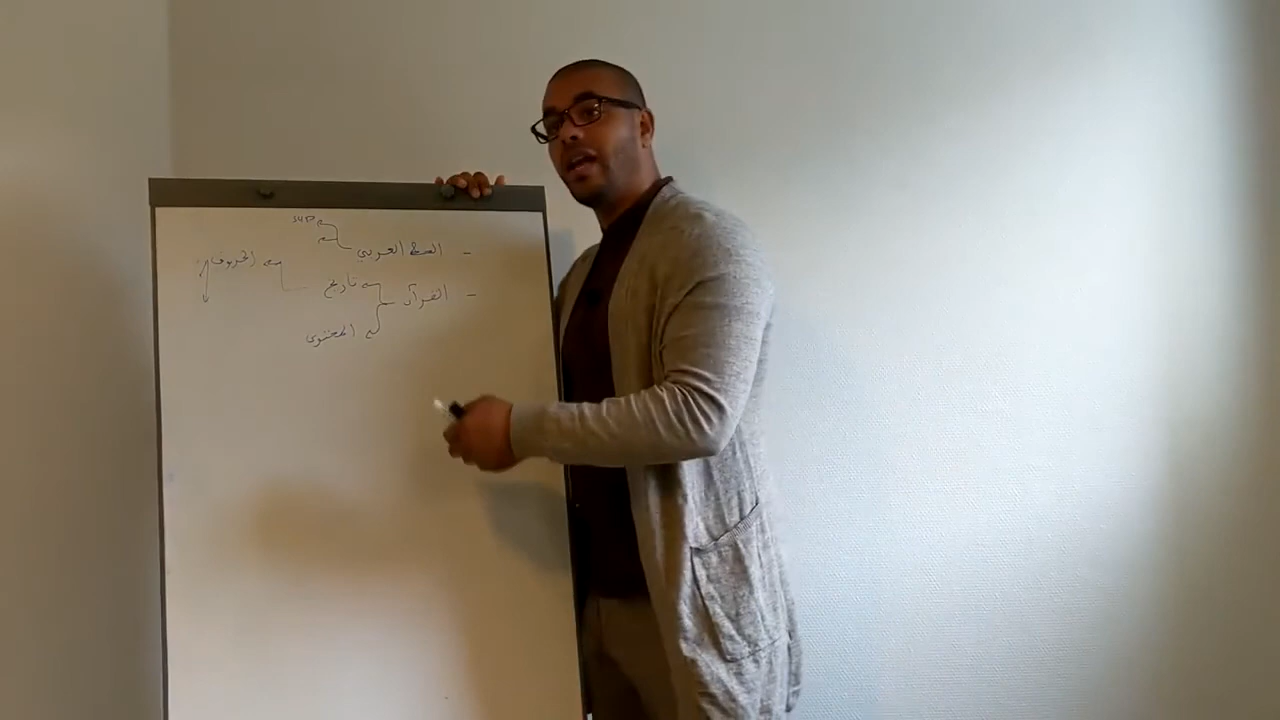 - الخط العربي
الحروف
- القرآن
تاريخ
المحتوى